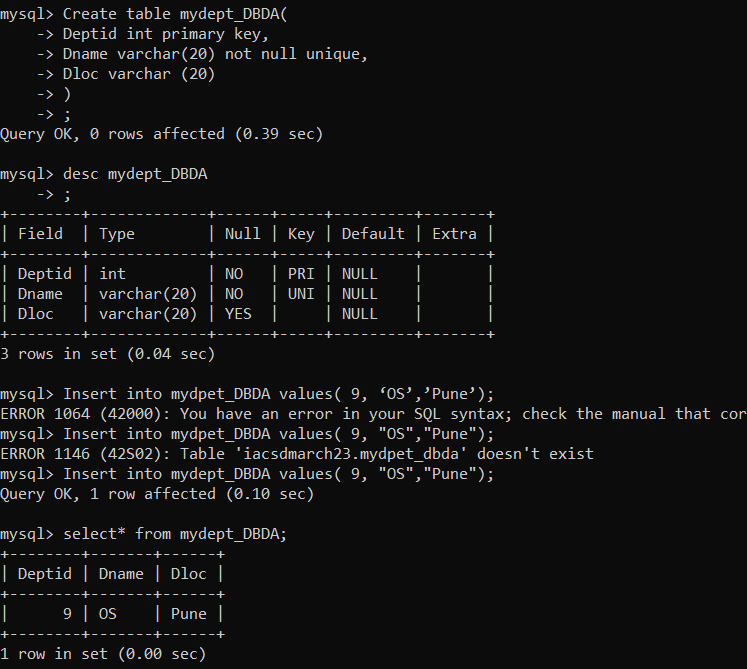 mysql> Create table mydept_DBDA(
    -> Deptid int primary key,
    -> Dname varchar(20) not null unique,
    -> Dloc varchar (20)
    -> )
    -> ;
Query OK, 0 rows affected (0.39 sec)

mysql> desc mydept_DBDA
    -> ;
+--------+-------------+------+-----+---------+-------+
| Field  | Type        | Null | Key | Default | Extra |
+--------+-------------+------+-----+---------+-------+
| Deptid | int         | NO   | PRI | NULL    |       |
| Dname  | varchar(20) | NO   | UNI | NULL    |       |
| Dloc   | varchar(20) | YES  |     | NULL    |       |
+--------+-------------+------+-----+---------+-------+
3 rows in set (0.04 sec)

mysql> Insert into mydpet_DBDA values( 9, ‘OS’,’Pune’);
ERROR 1064 (42000): You have an error in your SQL syntax; check the manual that cor
mysql> Insert into mydpet_DBDA values( 9, "OS","Pune");
ERROR 1146 (42S02): Table 'iacsdmarch23.mydpet_dbda' doesn't exist
mysql> Insert into mydept_DBDA values( 9, "OS","Pune");
Query OK, 1 row affected (0.10 sec)

mysql> select* from mydept_DBDA;
+--------+-------+------+
| Deptid | Dname | Dloc |
+--------+-------+------+
|      9 | OS    | Pune |
+--------+-------+------+
1 row in set (0.00 sec)